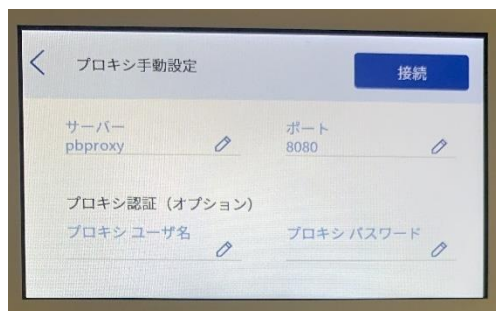 プロキシ手動設定
接続
サーバー
pbproxy
ポート
8080
プロキシ認証（オプション）
プロキシ ユーザ名
プロキシ パスワード